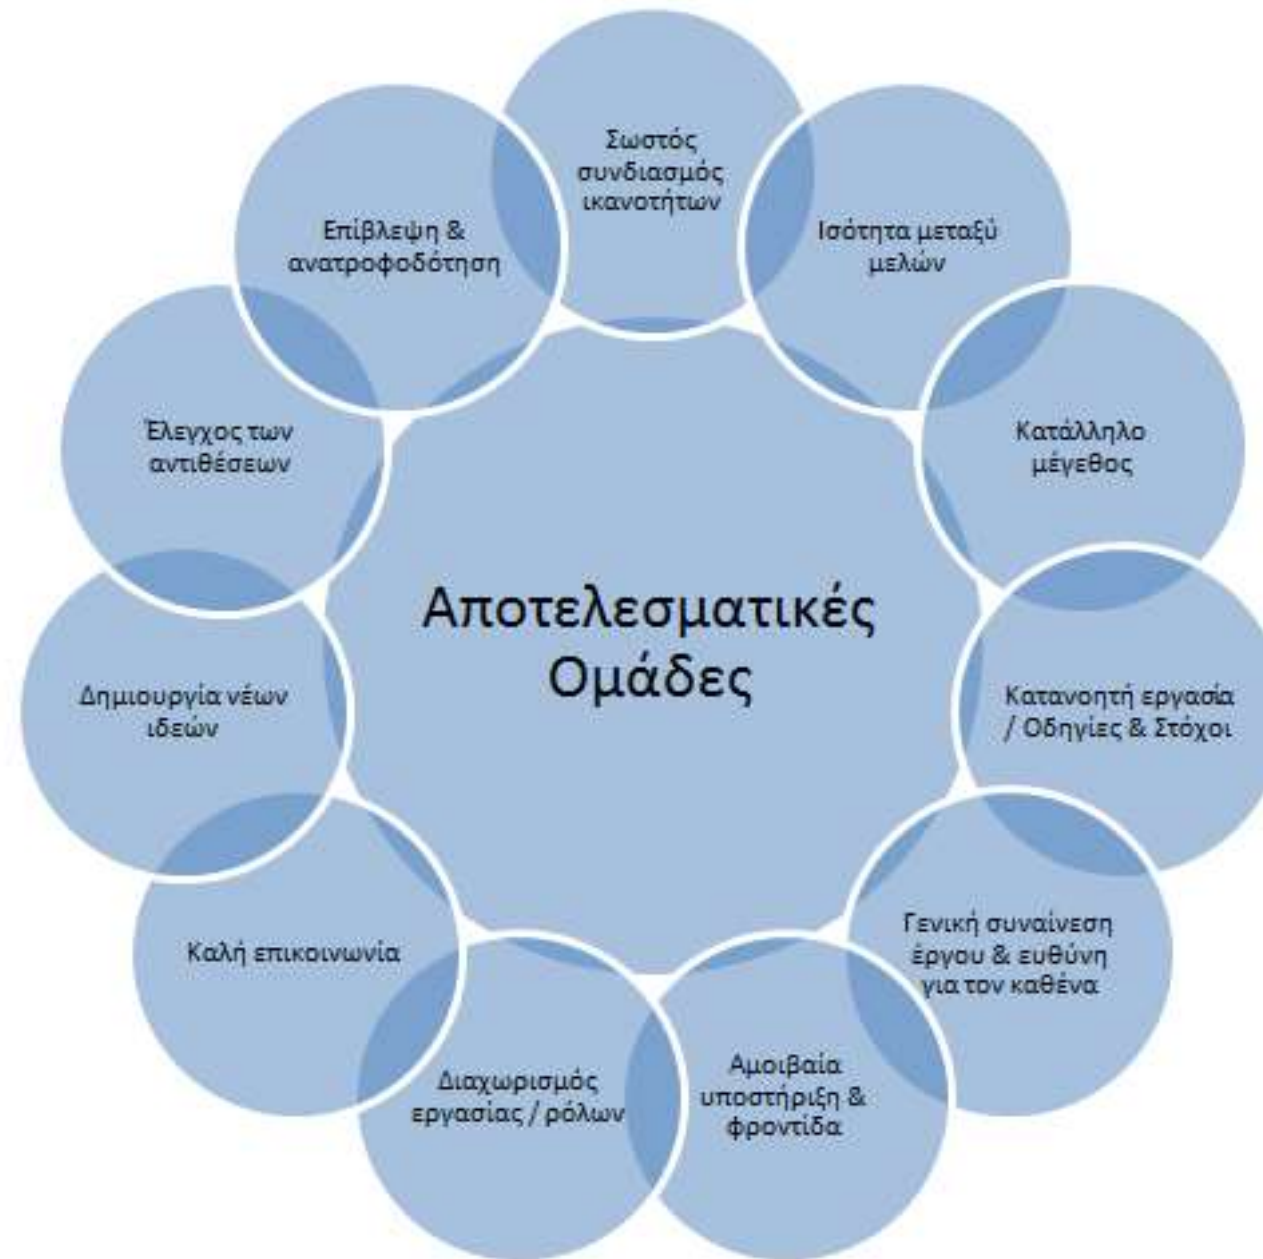 Σωστός
συνδιασμός
ικανοτήτων
Ισότητα μεταξύ
μελών
Κατάλληλο
μέγεθος
Κατανοητή εργασία
/ Οδηγίες & Στόχοι
Γενική συναίνεση
έργου & ευθύνη
για τον καθένα
Αμοιβαία
υποστήριξη &
φροντίδα
Διαχωρισμός
εργασίας / ρόλων
Καλή επικοινωνία
Δημιουργία νέων
ιδεών
Έλεγχος των
αντιθέσεων
Επίβλεψη &
ανατροφοδότηση
Αποτελεσματικές
Ομάδες